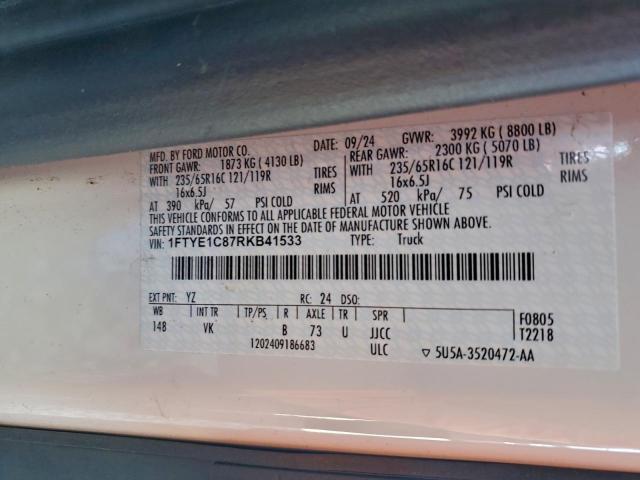 MFD. BY FORD MOTOR CO. DATE: 09/24 GVWR: 3992 KG ( 8800 LB)
FRONT GAWR: 1873 KG ( 4130 LB) REAR GAWR: 2300 KG ( 5070 LB)
WITH 235/65R16C 121/119R TIRES WITH 235/65R16C 121/119R TIRES
16x6.5J RIMS 16x6.5J RIMS
AT 390 kPa/ 57 PSI COLD AT 520 kPa/ 75 PSI COLD
THIS VEHICLE CONFORMS TO ALL APPLICABLE FEDERAL MOTOR VEHICLE
SAFETY STANDARDS IN EFFECT ON THE DATE OF MANUFACTURE SHOWN ABOVE.
VIN: 1FTYE1C87RKB41533 TYPE: Truck
EXT PNT: YZ RC: 24 DSO:
WB INT TR TP/PS R AXLE TR SPR F0805
148 VK B 73 U JJCC T2218
1202409186683 ULC ▽ 5U5A-3520472-AA